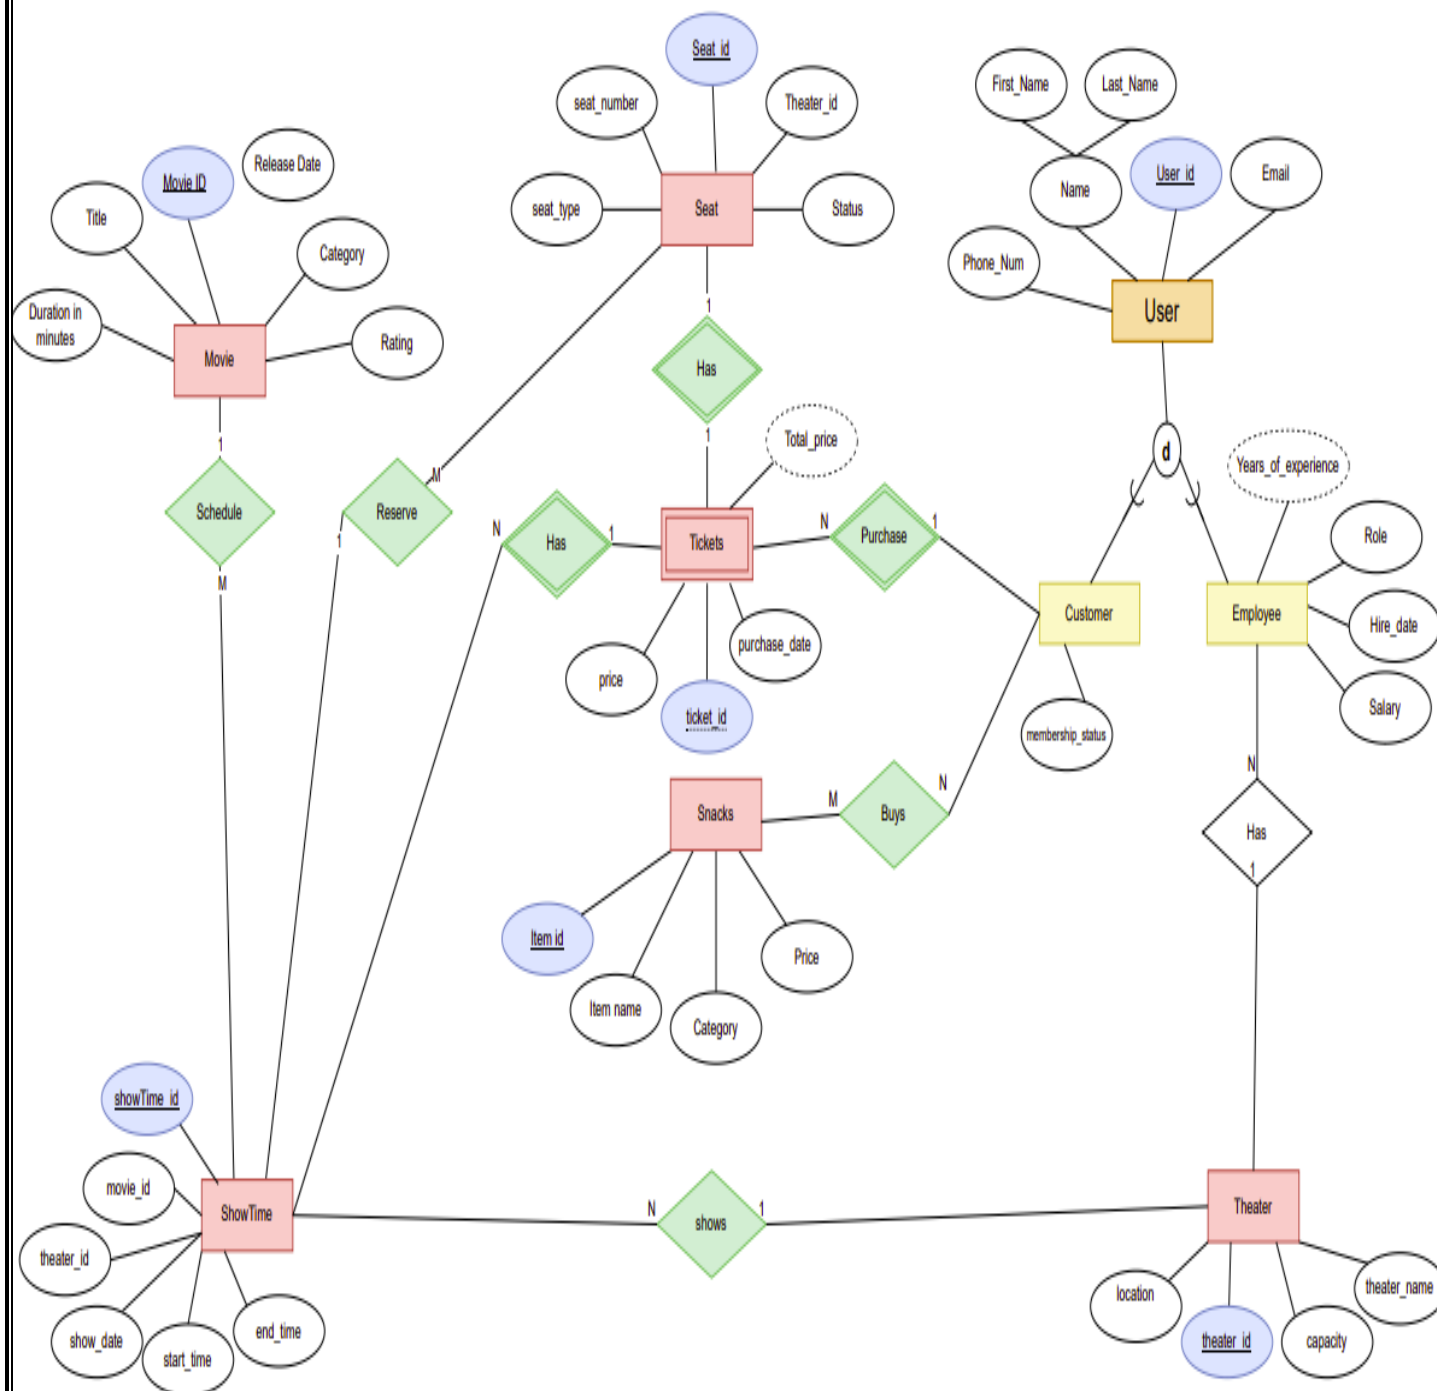 Seat_id
First_Name
Last_Name
seat_number
Theater_id
Release Date
Movie ID
User_id
Email
Name
Title
seat_type
Seat
Status
Category
Phone_Num
Duration in
minutes
User
Movie
Rating
1
Has
1
1
Total_price
d
Years_of_experience
M
Schedule
Reserve
N
1
N
1
Role
1
Has
Tickets
Purchase
M
Customer
Employee
Hire_date
purchase_date
price
Salary
ticket_id
membership_status
N
N
M
Snacks
Buys
Has
1
Item id
Price
Item name
Category
showTime_id
movie_id
ShowTime
N
shows
1
Theater
theater_id
location
theater_name
show_date
start_time
end_time
theater_id
capacity